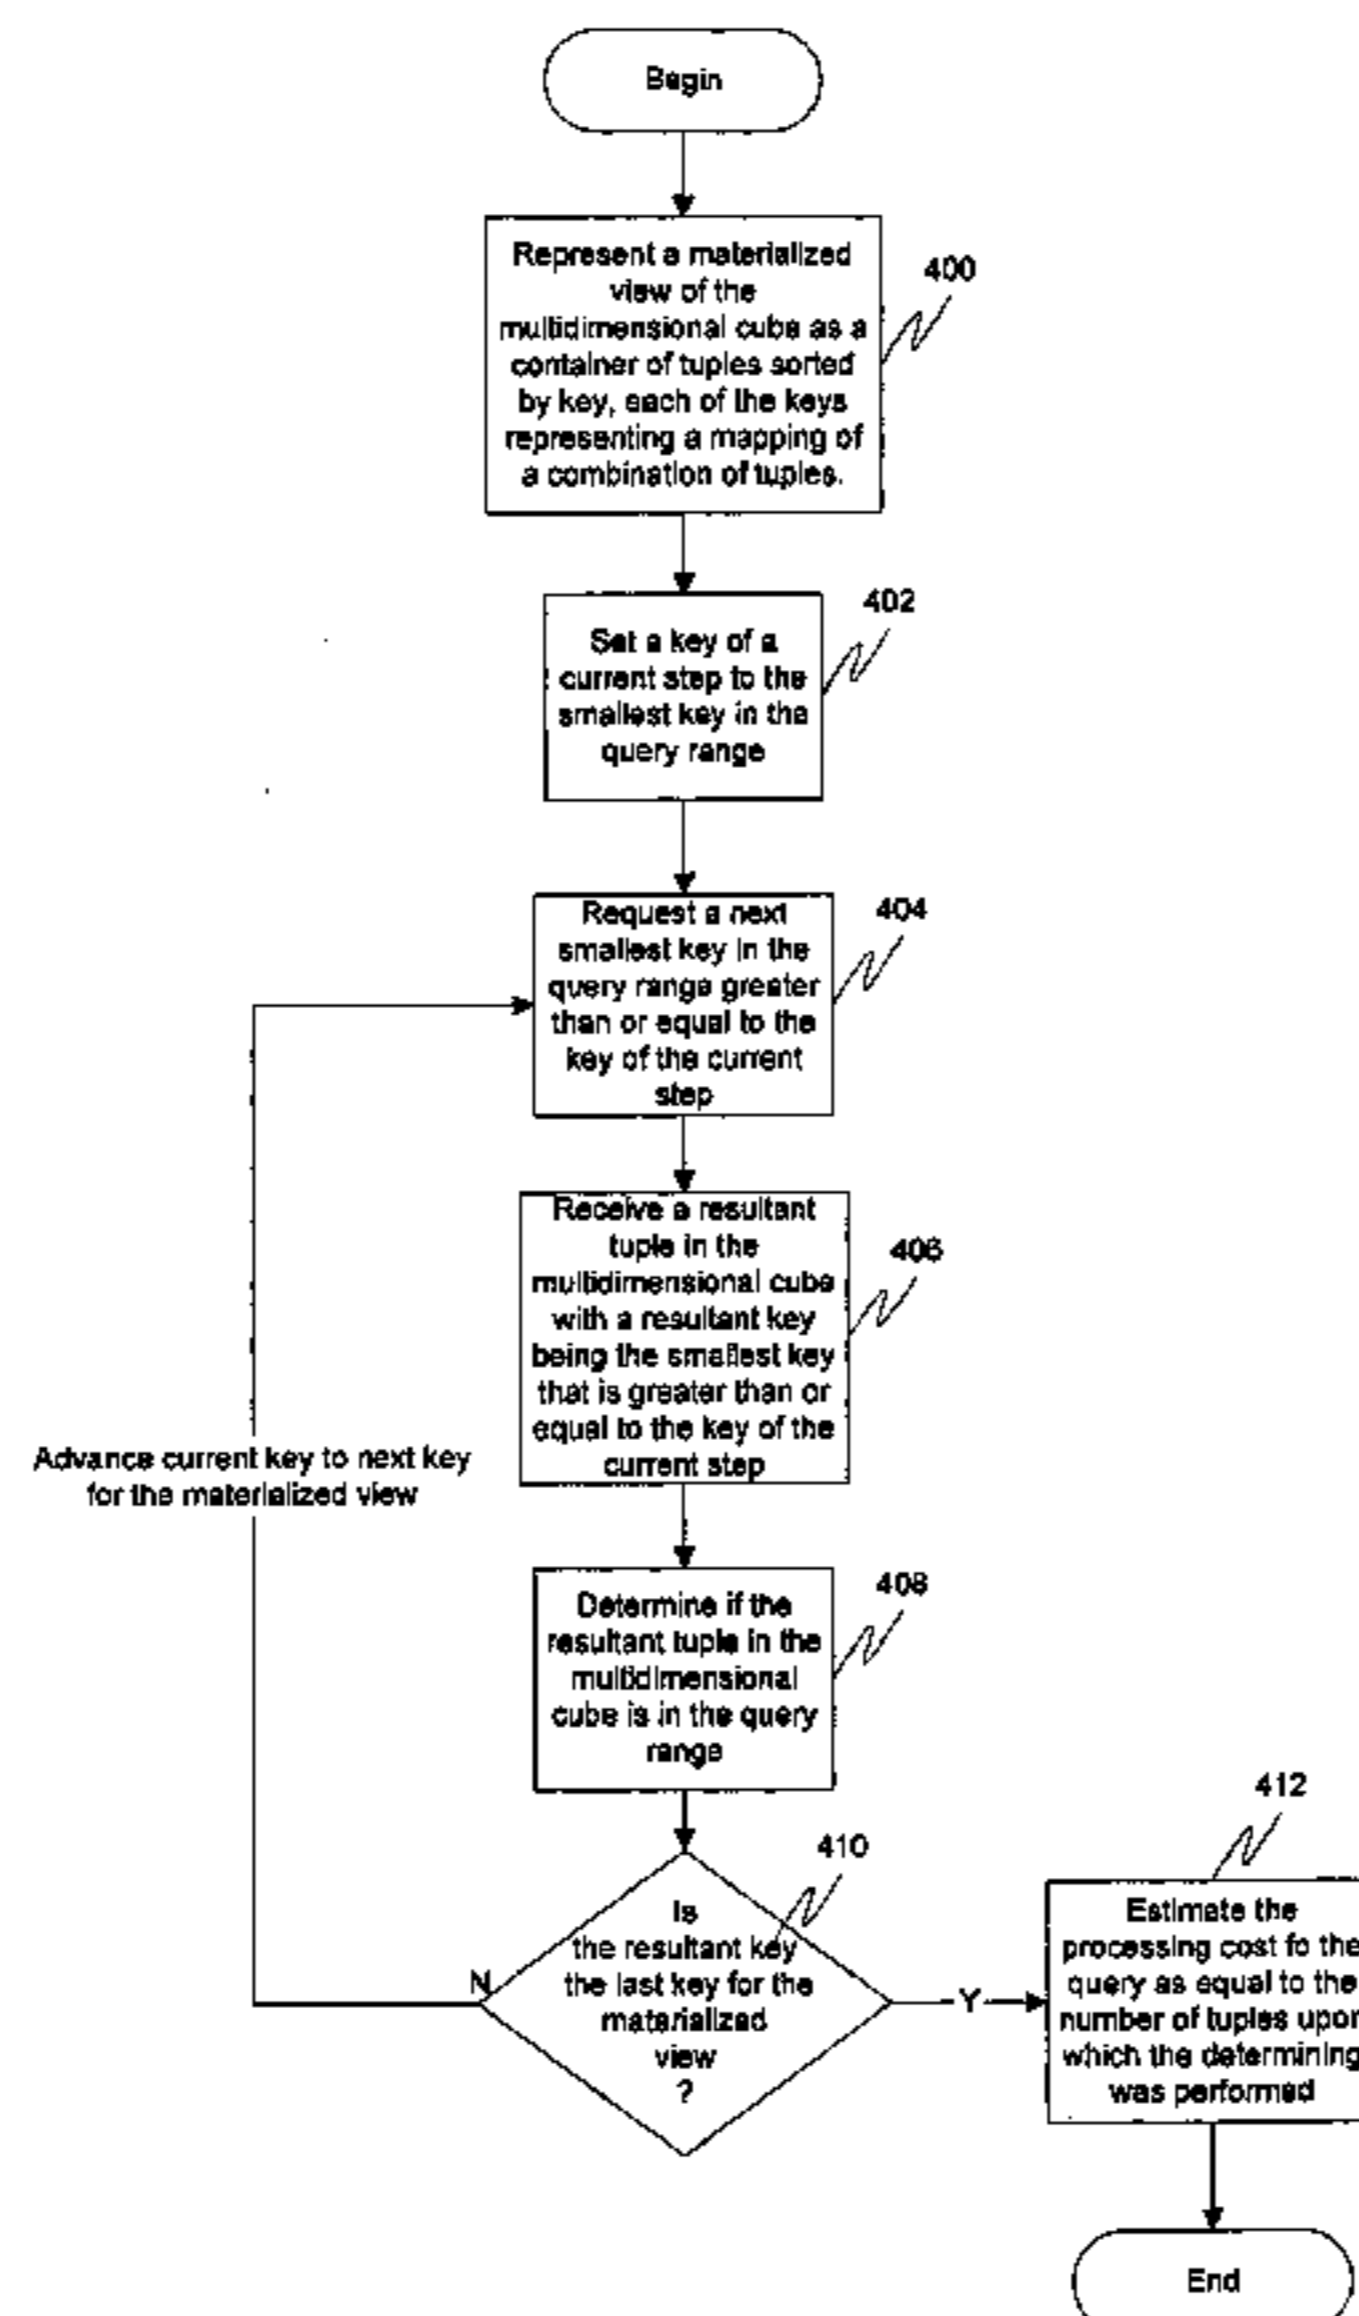 Begin
Represent a materialized
view of the
multidimensional cube as a
container of tuples sorted
by key, each of the keys
representing a mapping of
a combination of tuples.
400
Set a key of a
current step to the
smallest key in the
query range
402
Request a next
smallest key in the
query range greater
than or equal to the
key of the current
step
404
Receive a resultant
tuple in the
multidimensional cube
with a resultant key
being the smallest key
that is greater than or
equal to the key of the
current step
406
Advance current key to next key
for the materialized view
Determine if the
resultant tuple in the
multidimensional
cube is in the query
range
408
Is
the resultant key
the last key for the
materialized
view
?
410
N
Y
412
Estimate the
processing cost fo the
query as equal to the
number of tuples upon
which the determining
was performed
End